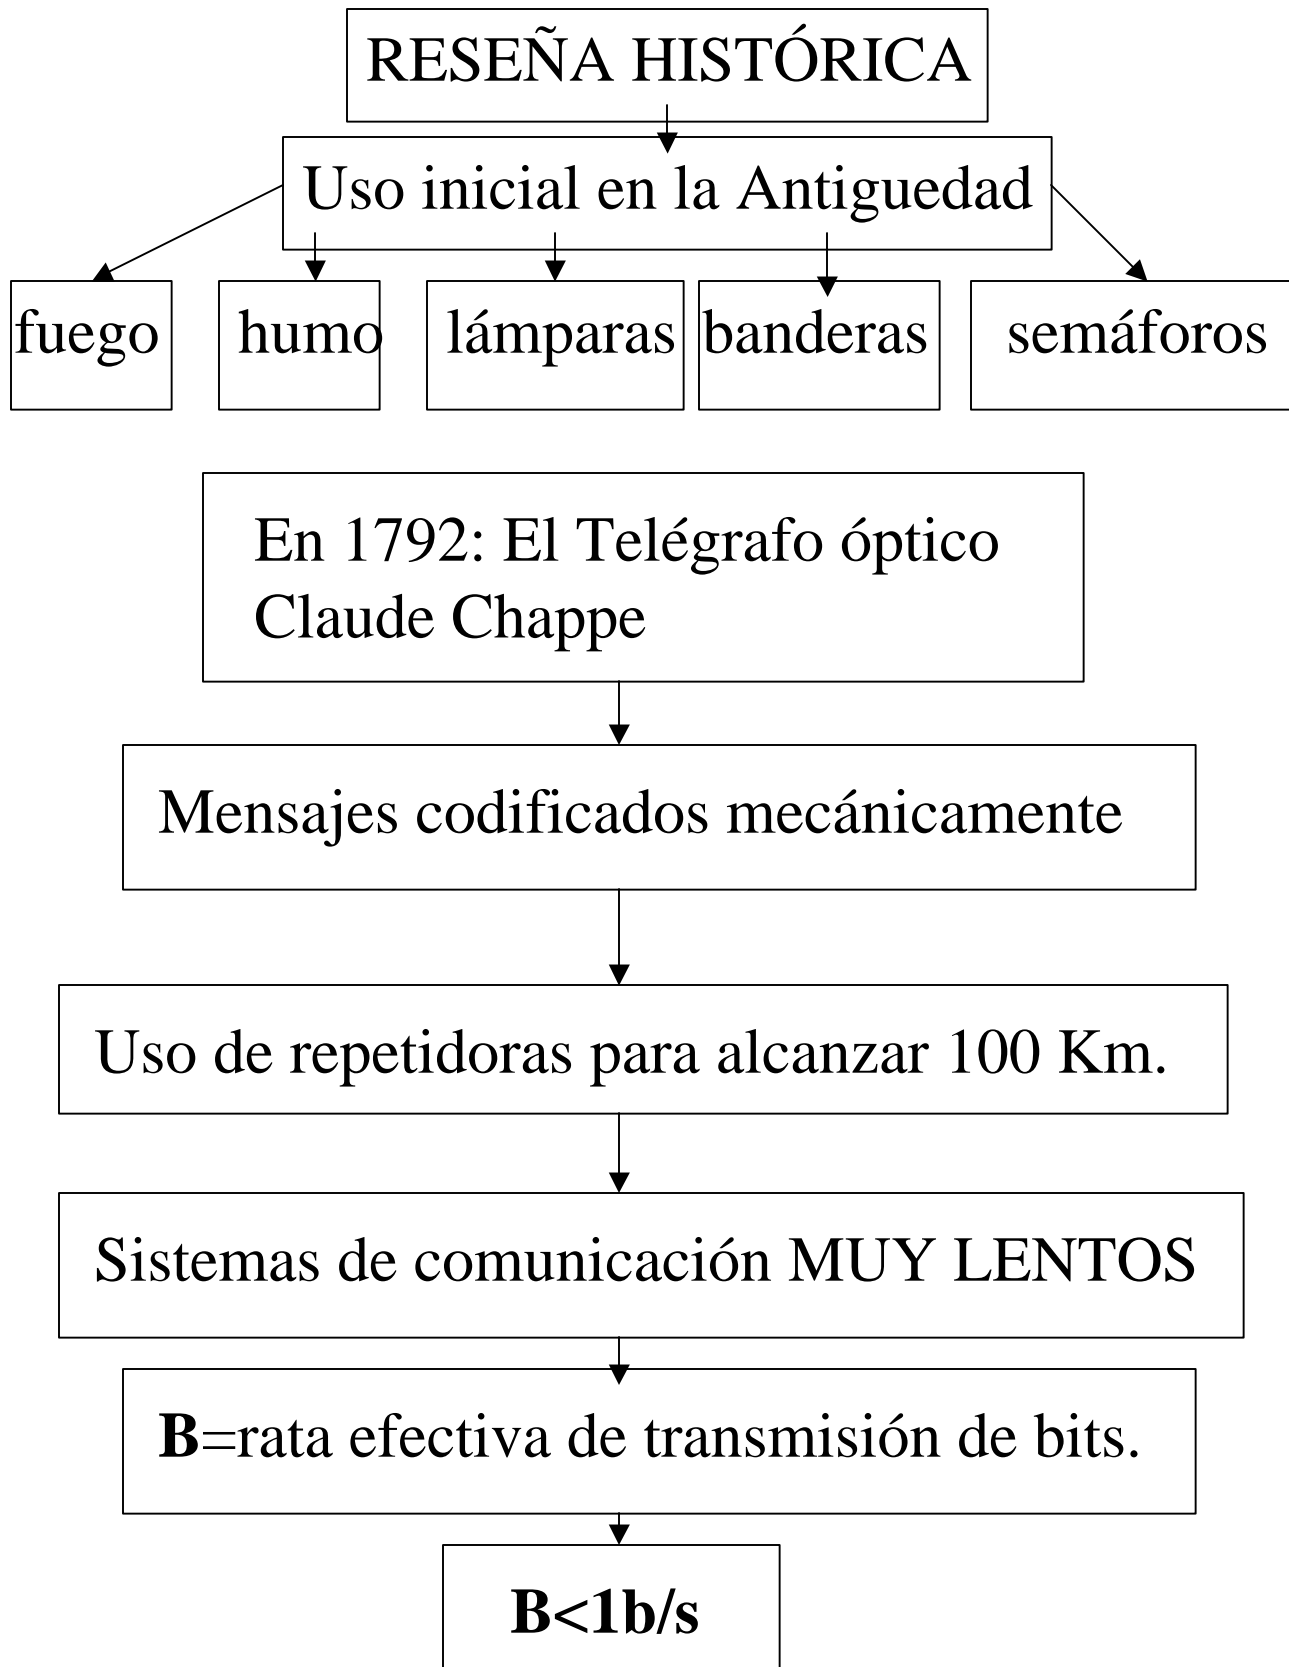 RESEÑA HISTÓRICA
Uso inicial en la Antiguedad
fuego
humo
lámparas
banderas
semáforos
En 1792: El Telégrafo óptico
Claude Chappe
Mensajes codificados mecánicamente
Uso de repetidoras para alcanzar 100 Km.
Sistemas de comunicación MUY LENTOS
B=rata efectiva de transmisión de bits.
B<1b/s